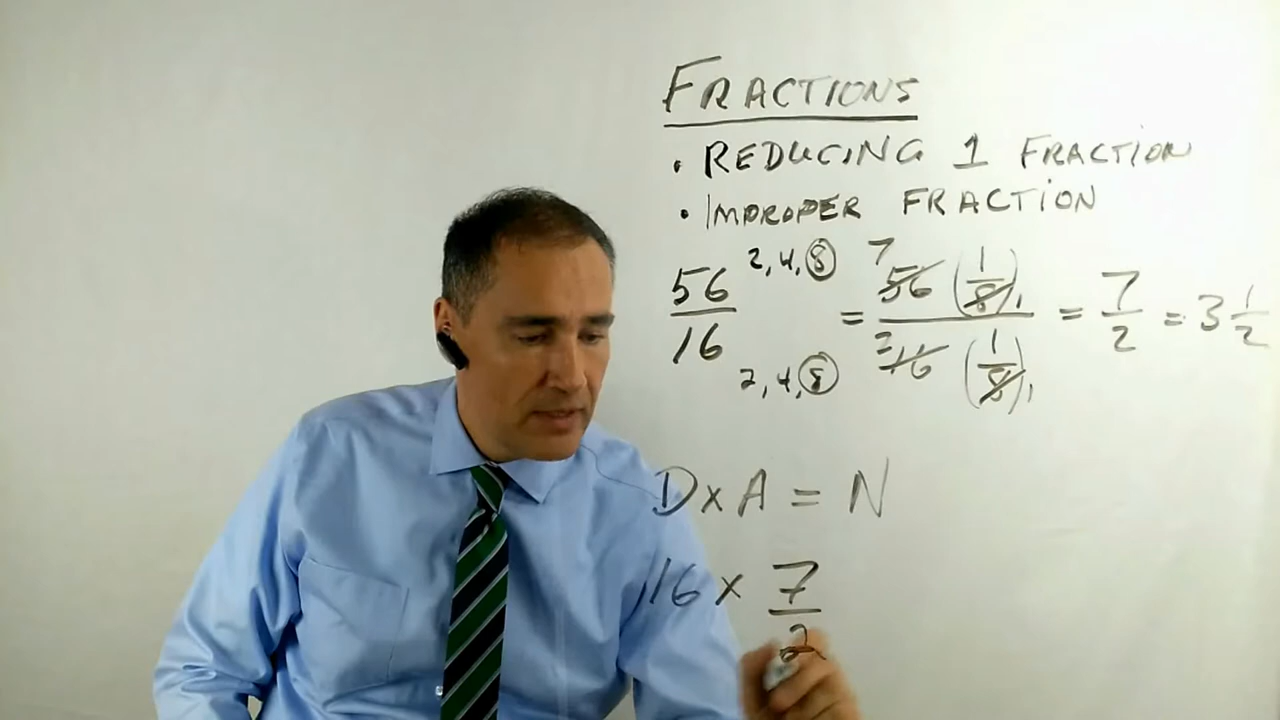 FRACTIONS
• REDUCING 1 FRACTION
• IMPROPER FRACTION
56/16 2, 4, 8 2, 4, 8 = 7 56 (1/8) 1 / 2 16 (1/8) 1 = 7/2 = 3 1/2
D x A = N
16 x 7/2